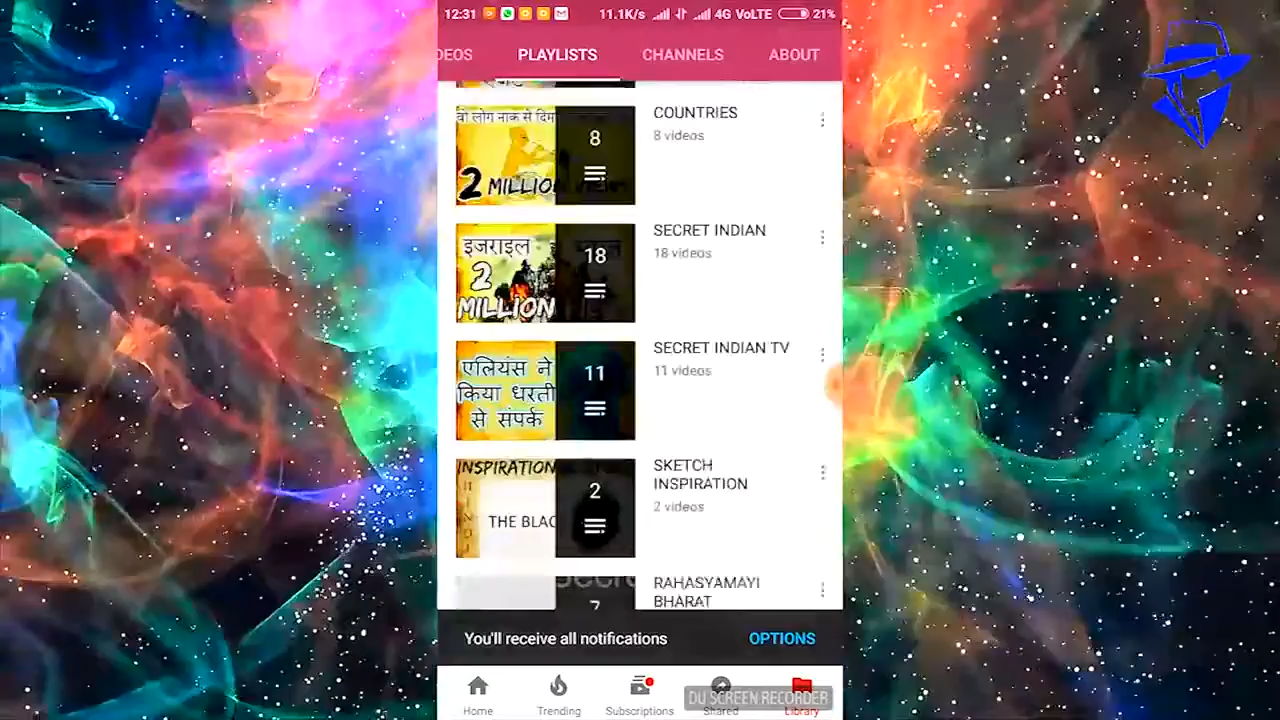 12:31 11.1K/s 4G VoLTE 21%
DEOS PLAYLISTS CHANNELS ABOUT
वो लोग नाक से दिम
2 MILLION
8
COUNTRIES
8 videos
इजराइल
2
MILLION
18
SECRET INDIAN
18 videos
एलियंस ने
किया धरती
से संपर्क
11
SECRET INDIAN TV
11 videos
INSPIRATION
THE BLAC
2
SKETCH
INSPIRATION
2 videos
7
RAHASYAMAYI
BHARAT
You'll receive all notifications OPTIONS
Home Trending Subscriptions Shared Library
DU SCREEN RECORDER